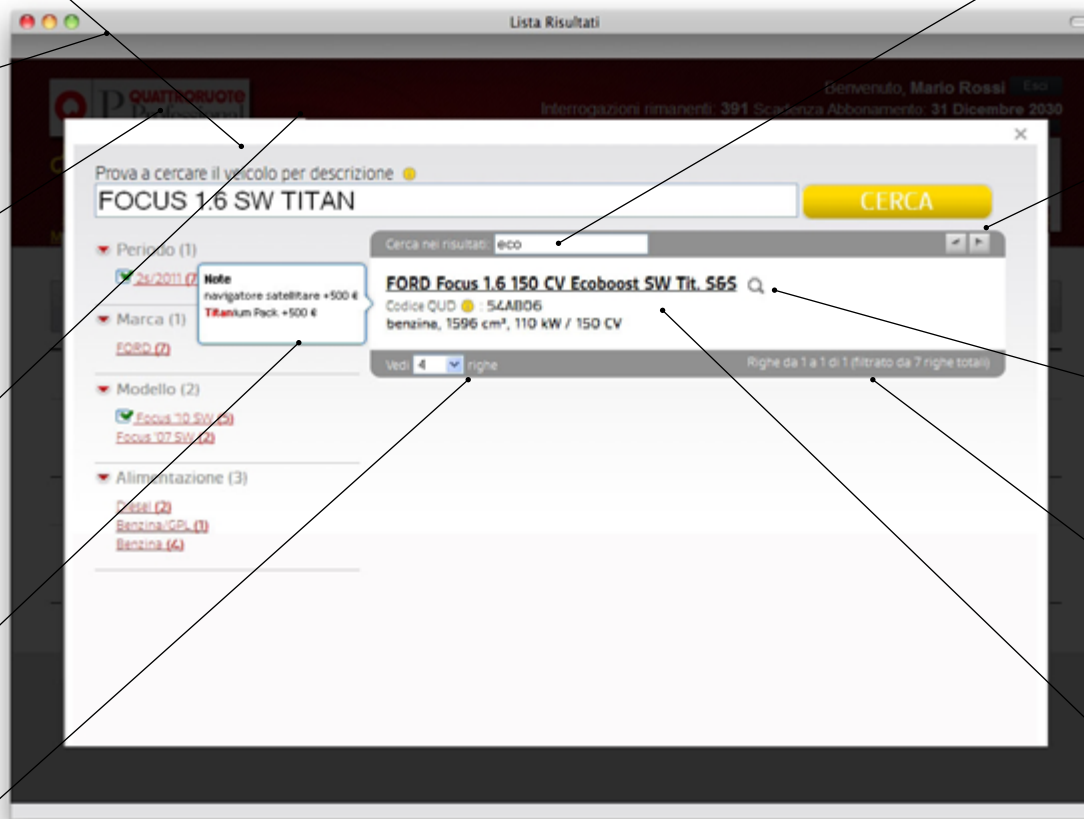 Lista Risultati
QUATTRORUOTE
Professional
Benvenuto, Mario Rossi Esci
Interrogazioni rimanenti: 391 Scadenza Abbonamento: 31 Dicembre 2030
Prova a cercare il veicolo per descrizione
FOCUS 1.6 SW TITAN
CERCA
Periodo (1)
2s/2011 (7
Marca (1)
FORD (7)
Modello (2)
Focus '10 SW (5)
Focus '07 SW (2)
Alimentazione (3)
Diesel (2)
Benzina/GPL (1)
Benzina (4)
Note
navigatore satellitare +500 €
Titanium Pack +500 €
Cerca nei risultati: eco
FORD Focus 1.6 150 CV Ecoboost SW Tit. S&S
Codice QUD : 54AB06
benzina, 1596 cm³, 110 kW / 150 CV
Vedi 4 righe
Righe da 1 a 1 di 1 (filtrato da 7 righe totali)